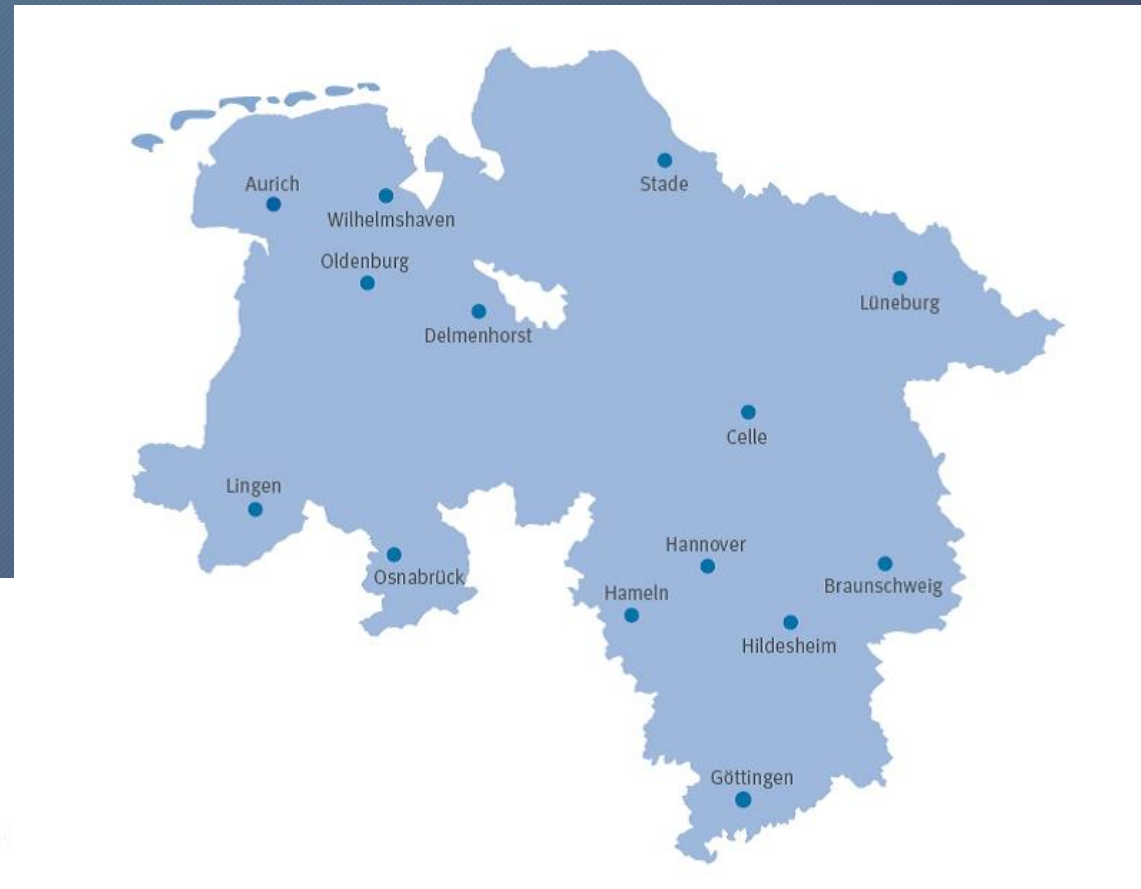 Stade
Aurich
Wilhelmshaven
Oldenburg
Lüneburg
Delmenhorst
Celle
Lingen
Hannover
Osnabrück
Braunschweig
Hameln
Hildesheim
Göttingen